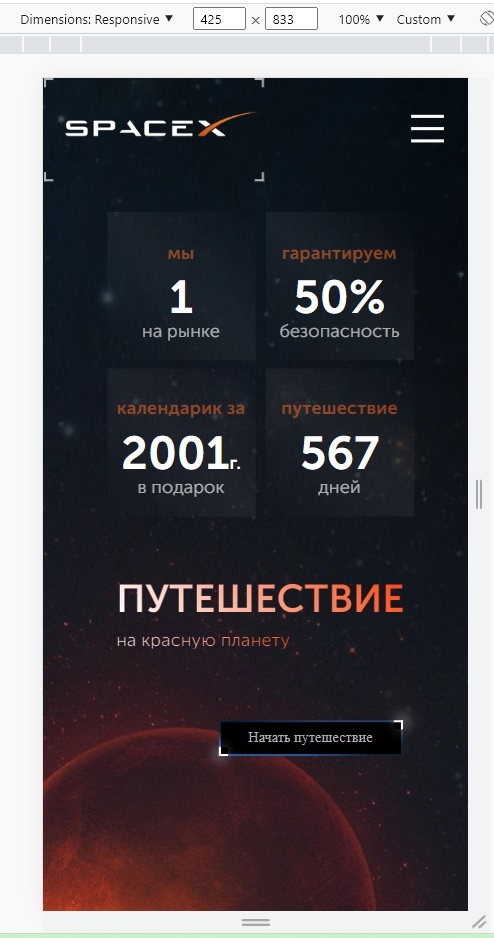 Dimensions: Responsive ▼ 425 × 833 100% ▼ Custom ▼
SPACEX
мы
1
на рынке
гарантируем
50%
безопасность
календарик за
2001г.
в подарок
путешествие
567
дней
ПУТЕШЕСТВИЕ
на красную планету
Начать путешествие